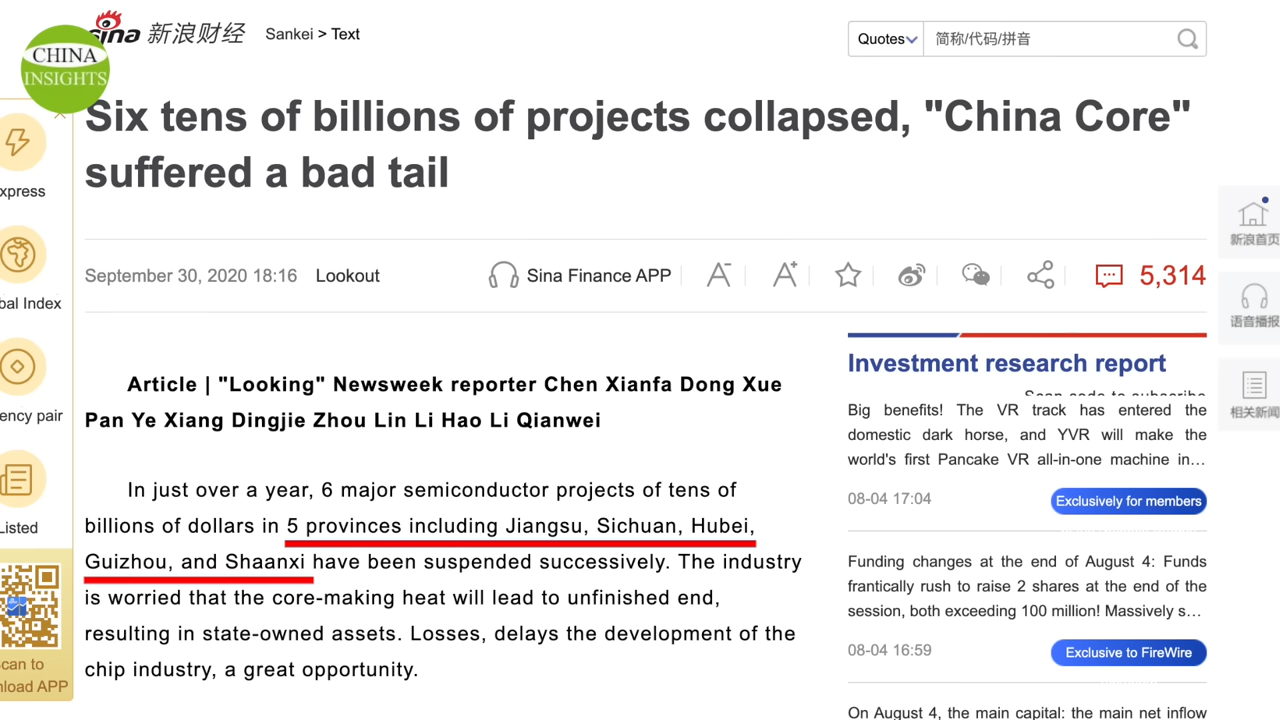 CHINA
INSIGHTS
sina 新浪财经
Sankei > Text
Quotes
简称/代码/拼音
Six tens of billions of projects collapsed, "China Core"
suffered a bad tail
xpress
bal Index
ency pair
Listed
can to
nload APP
September 30, 2020 18:16 Lookout
Sina Finance APP
A-
A+
5,314
Article | "Looking" Newsweek reporter Chen Xianfa Dong Xue
Pan Ye Xiang Dingjie Zhou Lin Li Hao Li Qianwei
In just over a year, 6 major semiconductor projects of tens of
billions of dollars in 5 provinces including Jiangsu, Sichuan, Hubei,
Guizhou, and Shaanxi have been suspended successively. The industry
is worried that the core-making heat will lead to unfinished end,
resulting in state-owned assets. Losses, delays the development of the
chip industry, a great opportunity.
Investment research report
Scan code to subscribe
Big benefits! The VR track has entered the
domestic dark horse, and YVR will make the
world's first Pancake VR all-in-one machine in…
08-04 17:04
Exclusively for members
Funding changes at the end of August 4: Funds
frantically rush to raise 2 shares at the end of the
session, both exceeding 100 million! Massively s…
08-04 16:59
Exclusive to FireWire
On August 4, the main capital: the main net inflow
新浪首页
语音播报
相关新闻